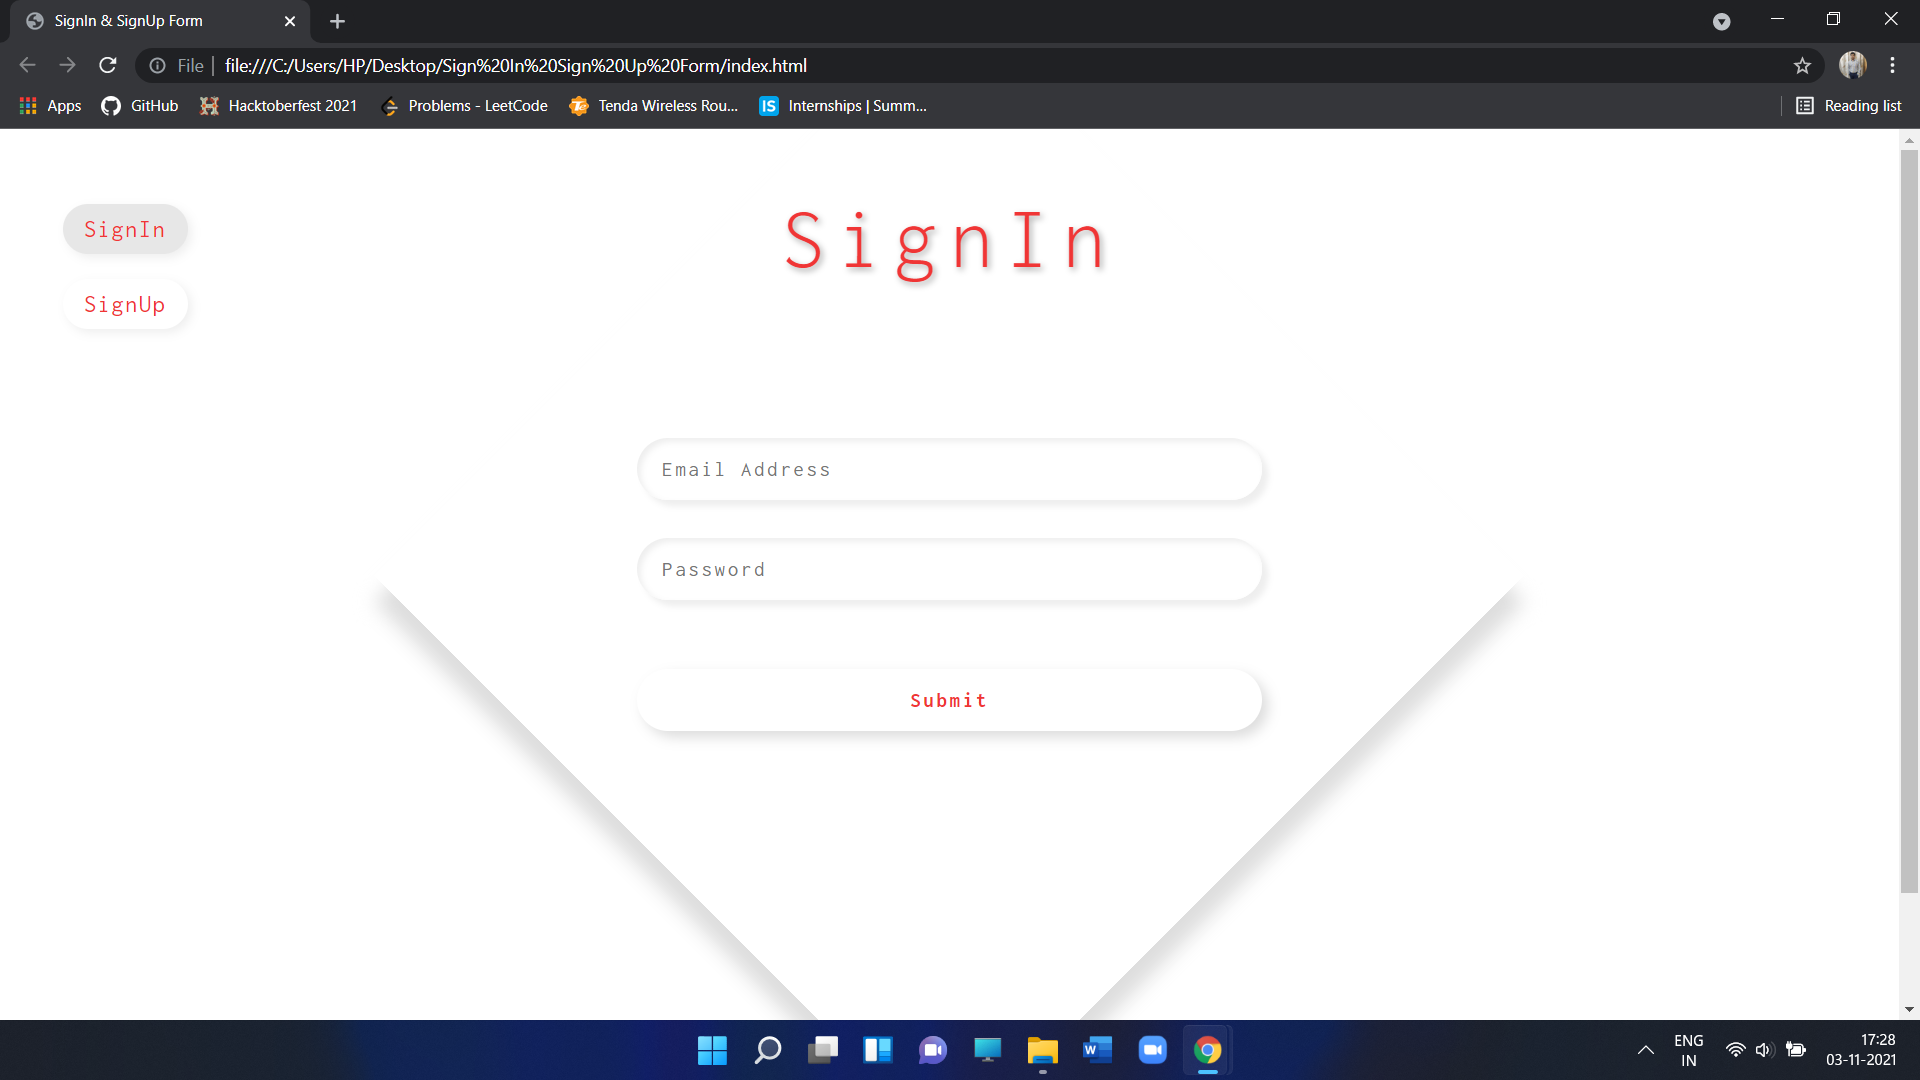 SignIn & SignUp Form
File | file:///C:/Users/HP/Desktop/Sign%20In%20Sign%20Up%20Form/index.html
Apps GitHub Hacktoberfest 2021 Problems - LeetCode Tenda Wireless Rou... IS Internships | Summ... Reading list
SignIn
SignIn
SignUp
Email Address
Password
Submit
W
ENG
IN
17:28
03-11-2021